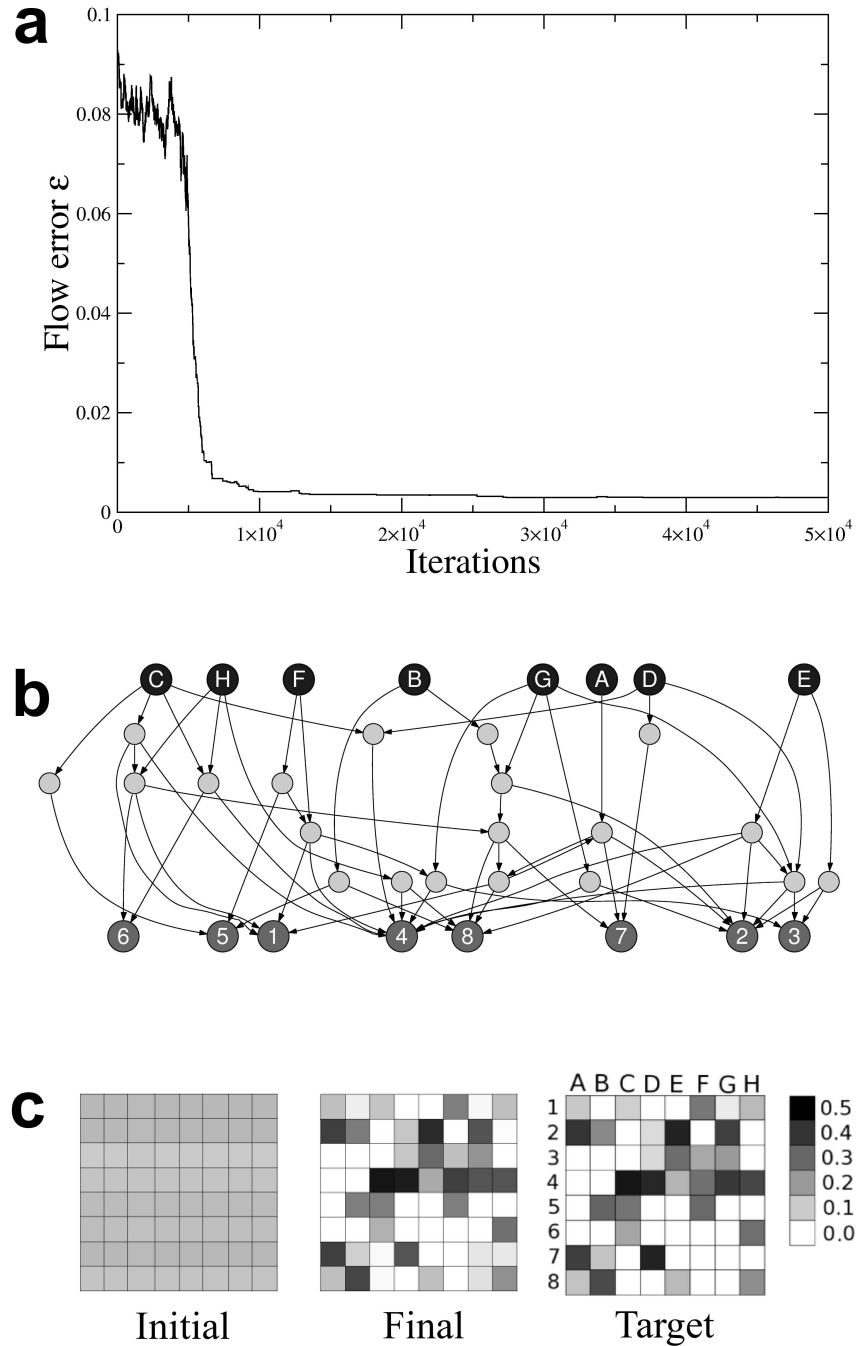 a
0.1
0.08
0.06
0.04
0.02
0
Flow error ε
0 1×10⁴ 2×10⁴ 3×10⁴ 4×10⁴ 5×10⁴
Iterations
b
C H F B G A D E
6 5 1 4 8 7 2 3
c
A B C D E F G H
1
2
3
4
5
6
7
8
0.5
0.4
0.3
0.2
0.1
0.0
Initial Final Target